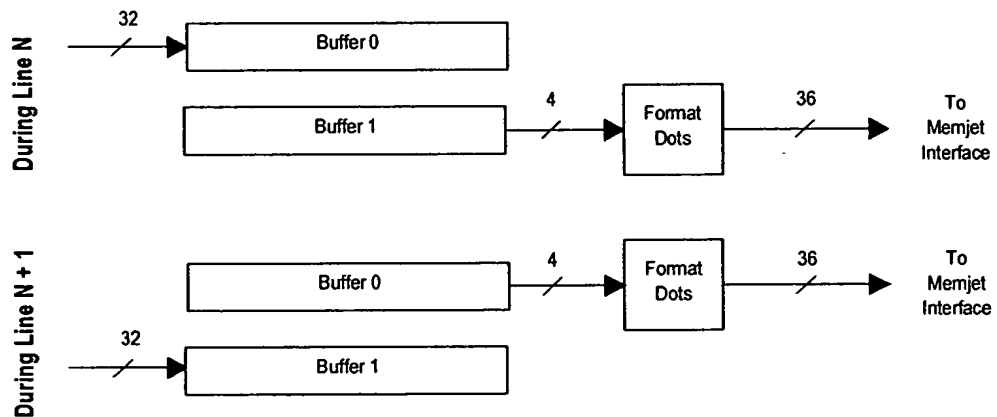 During Line N
32
Buffer 0
Buffer 1
4
Format
Dots
36
To
Memjet
Interface
During Line N + 1
Buffer 0
4
Format
Dots
36
To
Memjet
Interface
32
Buffer 1